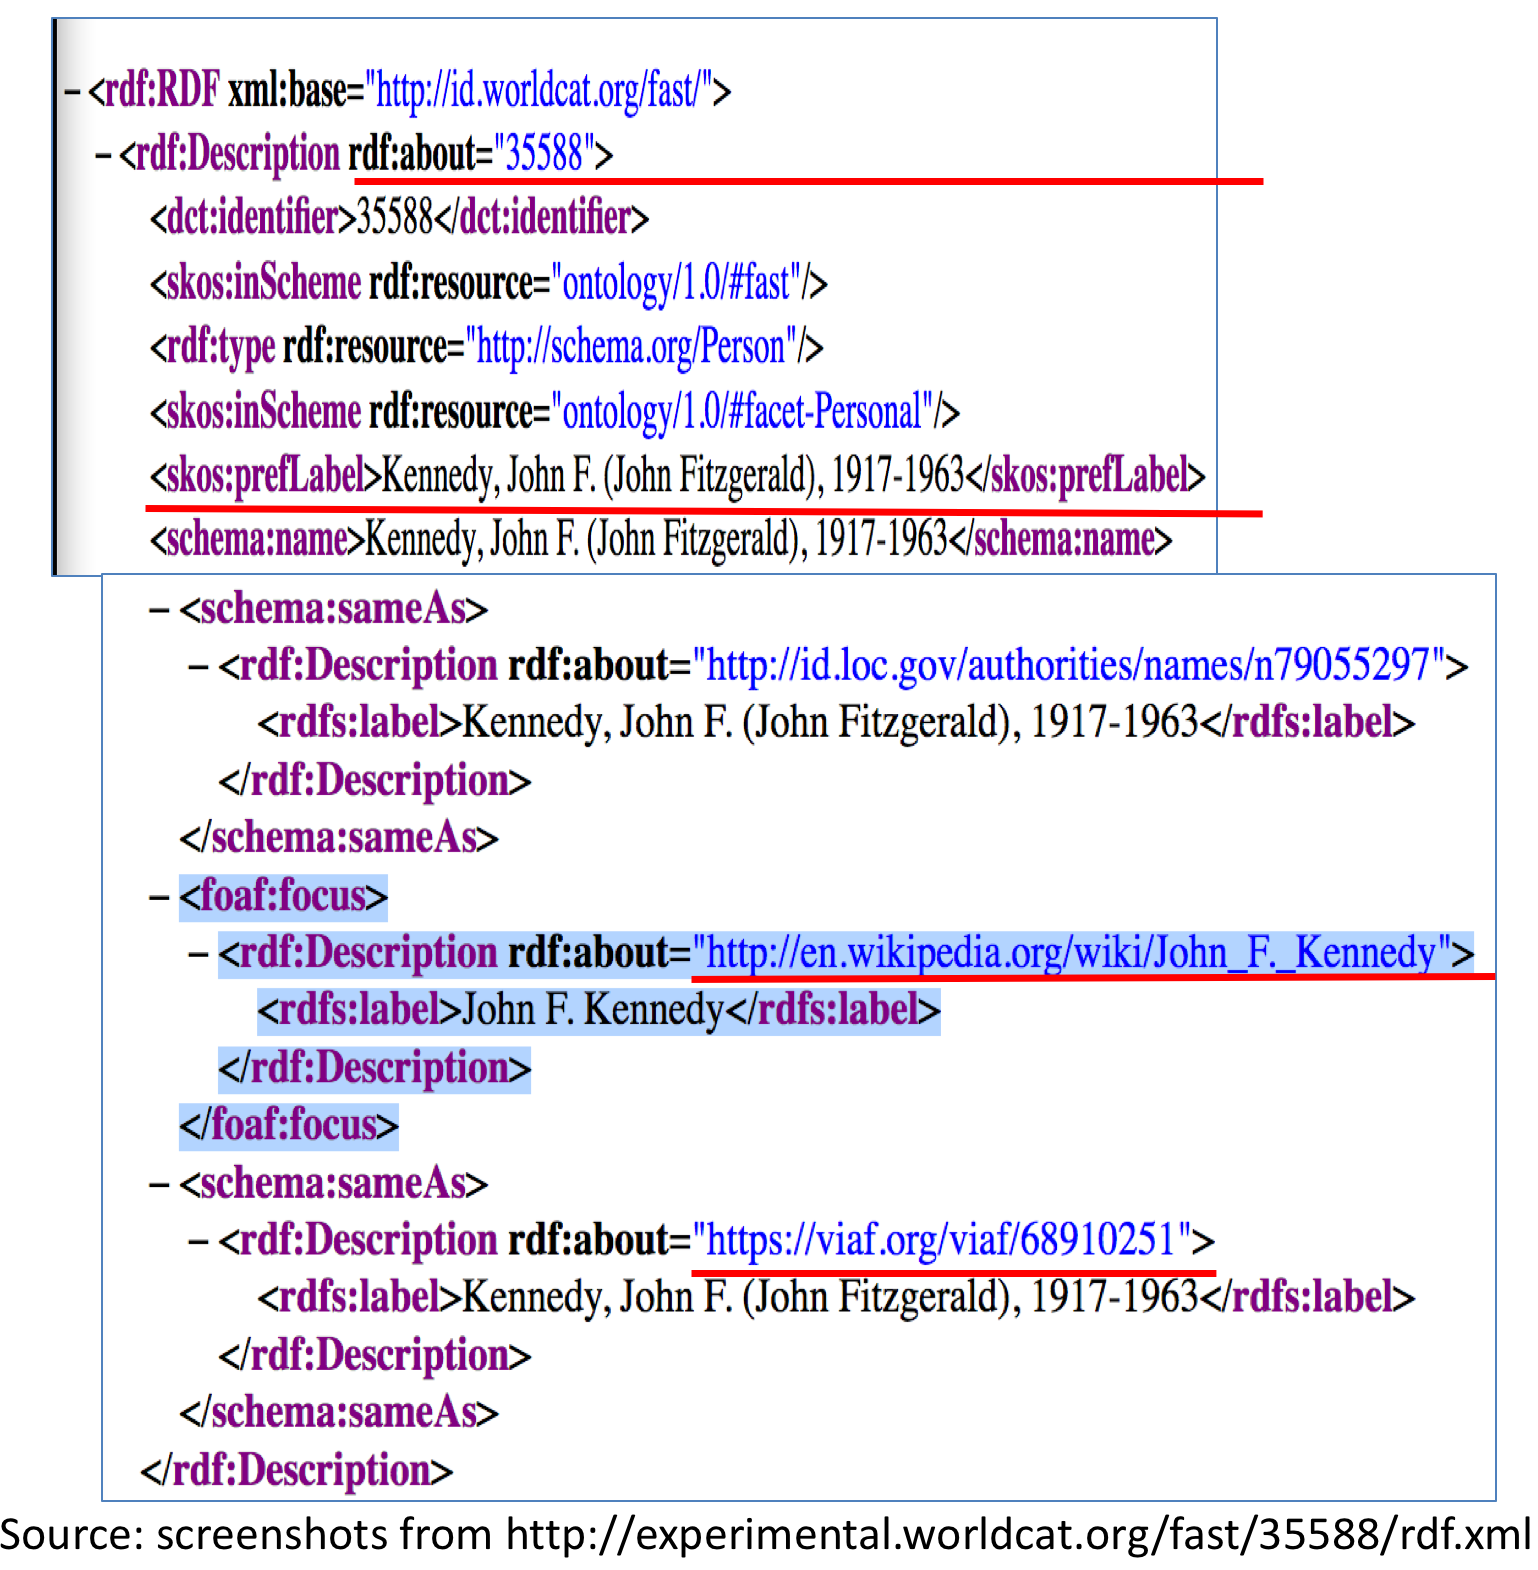 – <rdf:RDF xml:base="http://id.worldcat.org/fast/">
– <rdf:Description rdf:about="35588">
<dct:identifier>35588</dct:identifier>
<skos:inScheme rdf:resource="ontology/1.0/#fast"/>
<rdf:type rdf:resource="http://schema.org/Person"/>
<skos:inScheme rdf:resource="ontology/1.0/#facet-Personal"/>
<skos:prefLabel>Kennedy, John F. (John Fitzgerald), 1917-1963</skos:prefLabel>
<schema:name>Kennedy, John F. (John Fitzgerald), 1917-1963</schema:name>
– <schema:sameAs>
– <rdf:Description rdf:about="http://id.loc.gov/authorities/names/n79055297">
<rdfs:label>Kennedy, John F. (John Fitzgerald), 1917-1963</rdfs:label>
</rdf:Description>
</schema:sameAs>
– <foaf:focus>
– <rdf:Description rdf:about="http://en.wikipedia.org/wiki/John_F._Kennedy">
<rdfs:label>John F. Kennedy</rdfs:label>
</rdf:Description>
</foaf:focus>
– <schema:sameAs>
– <rdf:Description rdf:about="https://viaf.org/viaf/68910251">
<rdfs:label>Kennedy, John F. (John Fitzgerald), 1917-1963</rdfs:label>
</rdf:Description>
</schema:sameAs>
</rdf:Description>
Source: screenshots from http://experimental.worldcat.org/fast/35588/rdf.xml